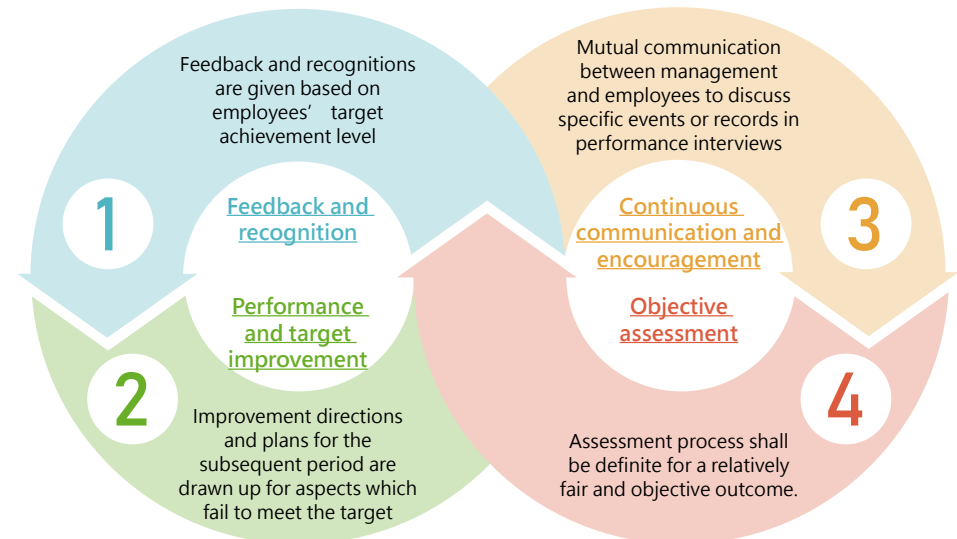 Feedback and recognitions
are given based on
employees’ target
achievement level
1
Feedback and
recognition
Performance
and target
improvement
2
Improvement directions
and plans for the
subsequent period are
drawn up for aspects which
fail to meet the target
Mutual communication
between management
and employees to discuss
specific events or records in
performance interviews
3
Continuous
communication and
encouragement
Objective
assessment
4
Assessment process shall
be definite for a relatively
fair and objective outcome.